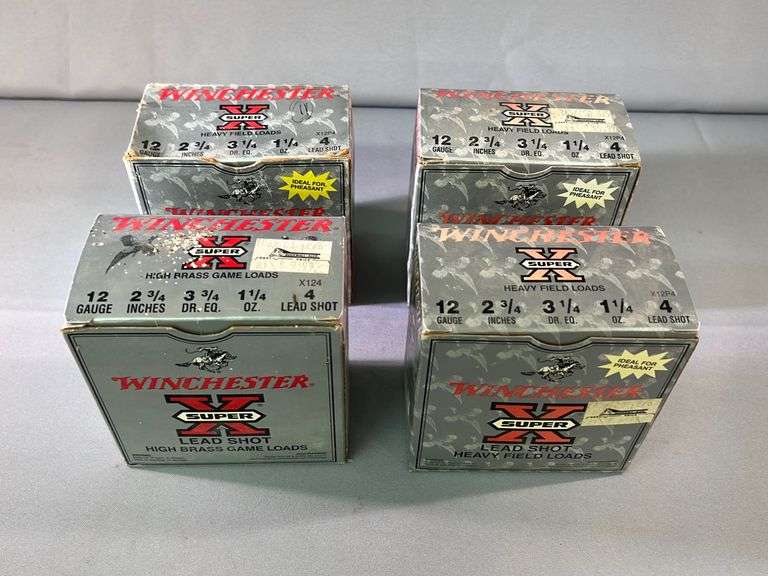 WINCHESTER
X
SUPER
HEAVY FIELD LOADS
X12P4
12 2 3/4 3 1/4 1 1/4 4
GAUGE INCHES DR. EQ. OZ. LEAD SHOT
IDEAL FOR
PHEASANT
WINCHESTER
WINCHESTER
X
SUPER
HEAVY FIELD LOADS
X12P4
12 2 3/4 3 1/4 1 1/4 4
GAUGE INCHES DR. EQ. OZ. LEAD SHOT
IDEAL FOR
PHEASANT
WINCHESTER
WINCHESTER
X
SUPER
HIGH BRASS GAME LOADS
X124
12 2 3/4 3 3/4 1 1/4 4
GAUGE INCHES DR. EQ. OZ. LEAD SHOT
WINCHESTER
X
SUPER
LEAD SHOT
HIGH BRASS GAME LOADS
WINCHESTER
X
SUPER
HEAVY FIELD LOADS
X12P4
12 2 3/4 3 1/4 1 1/4 4
GAUGE INCHES DR. EQ. OZ. LEAD SHOT
IDEAL FOR
PHEASANT
WINCHESTER
X
SUPER
LEAD SHOT
HEAVY FIELD LOADS